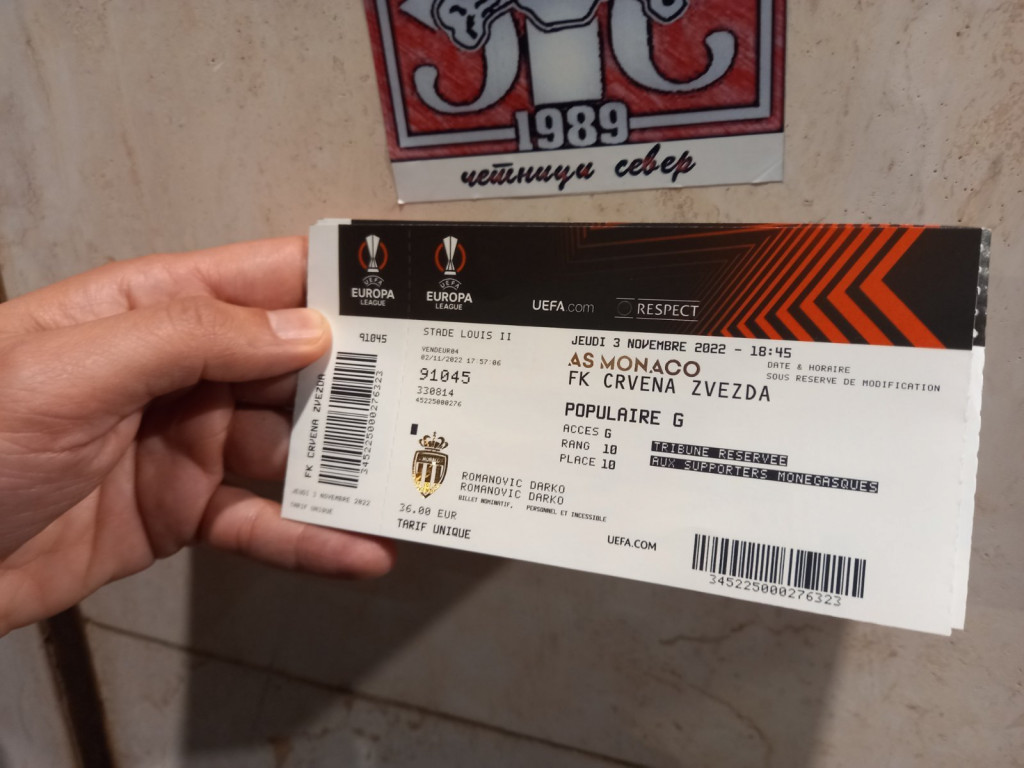 1989
четници север
UEFA
EUROPA
LEAGUE
UEFA
EUROPA
LEAGUE
UEFA.com
RESPECT
91045
FK CRVENA ZVEZDA
345225000276323
JEUDI 3 NOVEMBRE 2022
TARIF UNIQUE
STADE LOUIS II
VENDEUR04
02/11/2022 17:57:06
91045
330814
45225000276
JEUDI 3 NOVEMBRE 2022 - 18:45
AS MONACO
FK CRVENA ZVEZDA
DATE & HORAIRE
SOUS RESERVE DE MODIFICATION
POPULAIRE G
ACCES G
RANG 10
PLACE 10
TRIBUNE RESERVEE
AUX SUPPORTERS MONEGASQUES
ROMANOVIC DARKO
ROMANOVIC DARKO
BILLET NOMINATIF, PERSONNEL ET INCESSIBLE
36.00 EUR
TARIF UNIQUE
UEFA.COM
345225000276323